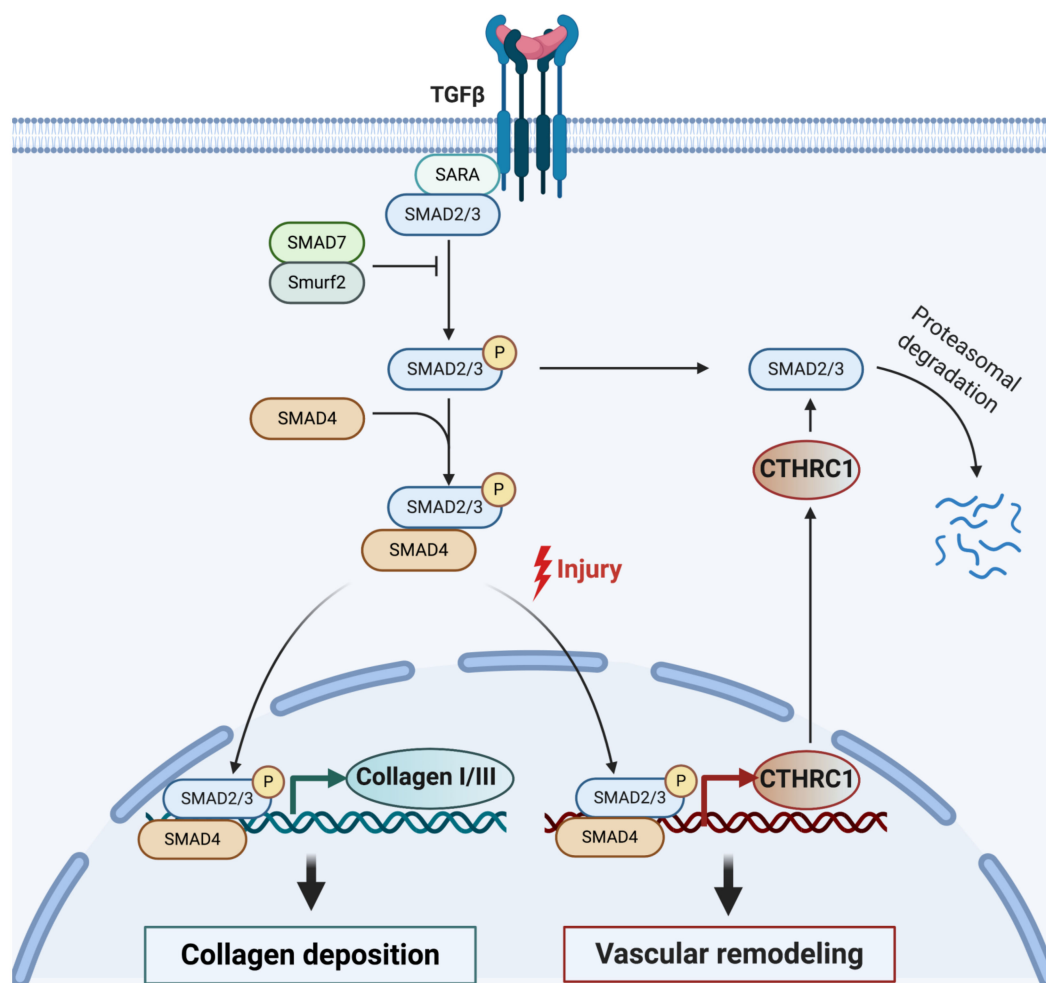 TGFβ
SARA
SMAD2/3
SMAD7
Smurf2
SMAD2/3
P
SMAD2/3
Proteasomal
degradation
SMAD4
CTHRC1
SMAD2/3
P
SMAD4
Injury
SMAD2/3
P
SMAD4
Collagen I/III
SMAD2/3
P
SMAD4
CTHRC1
Collagen deposition
Vascular remodeling